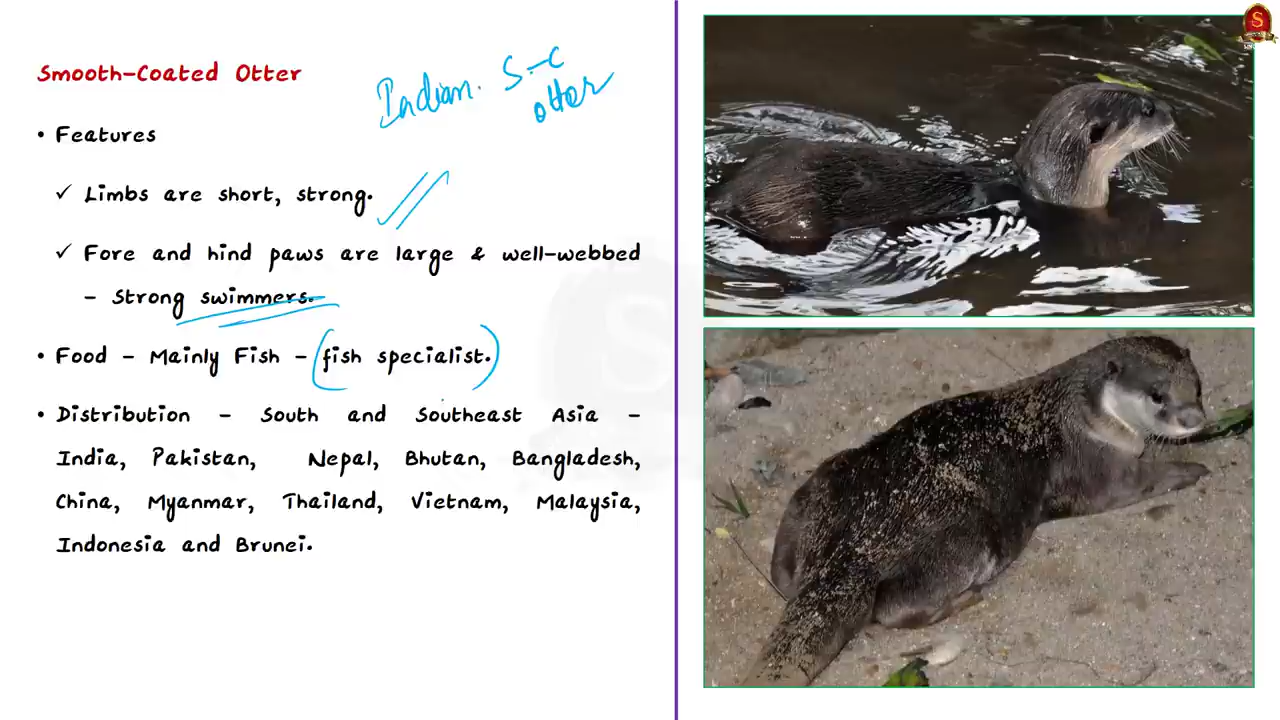 Smooth-Coated Otter
Indian. S-C
otter
• Features
✓ Limbs are short, strong.
✓ Fore and hind paws are large & well-webbed
- Strong swimmers.
• Food - Mainly Fish - (fish specialist.)
• Distribution - South and Southeast Asia -
India, Pakistan, Nepal, Bhutan, Bangladesh,
China, Myanmar, Thailand, Vietnam, Malaysia,
Indonesia and Brunei.
S